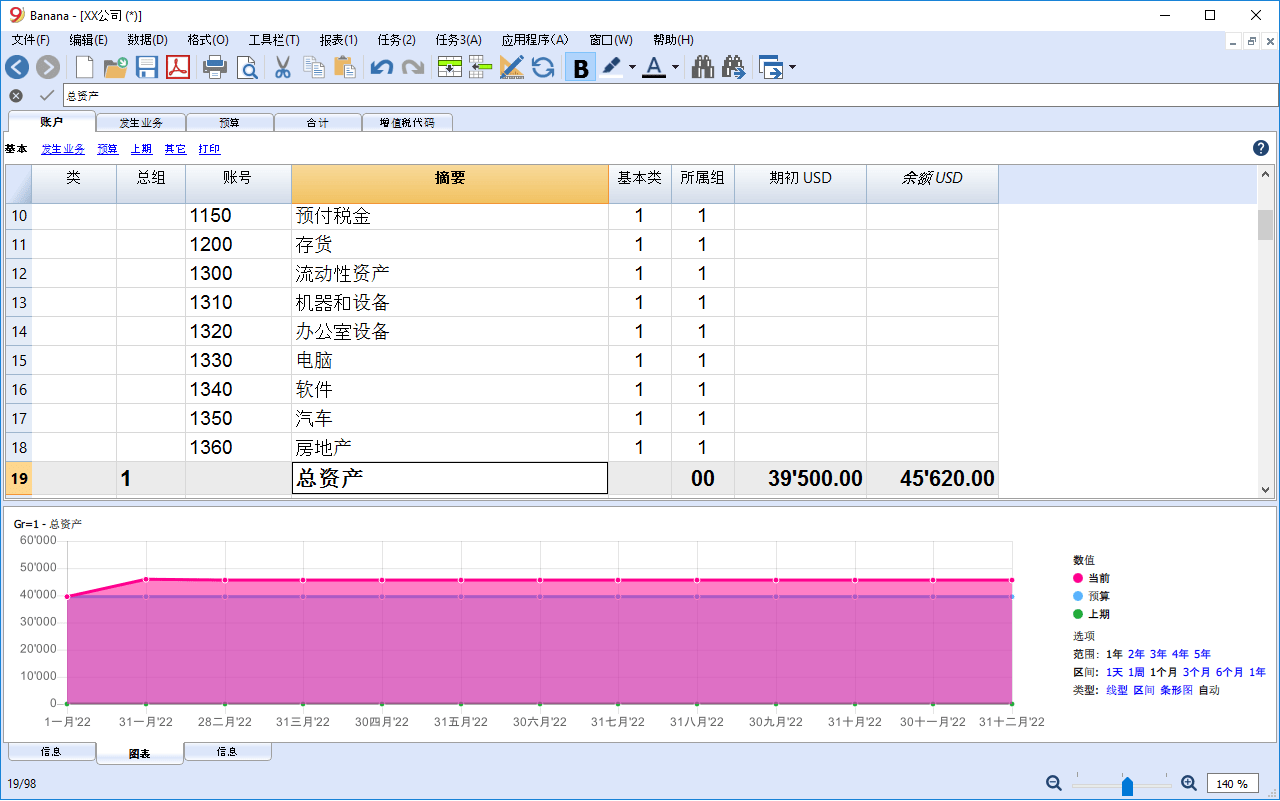 Banana - [XX公司 (*)]
文件(F) 编辑(E) 数据(D) 格式(O) 工具栏(T) 报表(1) 任务(2) 任务3(A) 应用程序(A) 窗口(W) 帮助(H)
B A
总资产
账户 发生业务 预算 合计 增值税代码
基本 发生业务 预算 上期 其它 打印
类 总组 账号 摘要 基本类 所属组 期初 USD 余额 USD
10 1150 预付税金 1 1
11 1200 存货 1 1
12 1300 流动性资产 1 1
13 1310 机器和设备 1 1
14 1320 办公室设备 1 1
15 1330 电脑 1 1
16 1340 软件 1 1
17 1350 汽车 1 1
18 1360 房地产 1 1
19 1 总资产 00 39'500.00 45'620.00
Gr=1 - 总资产
60'000
50'000
40'000
30'000
20'000
10'000
0
1一月'22 31一月'22 28二月'22 31三月'22 30四月'22 31五月'22 30六月'22 31七月'22 31八月'22 30九月'22 31十月'22 30十一月'22 31十二月'22
数值
当前
预算
上期
选项
范围: 1年 2年 3年 4年 5年
区间: 1天 1周 1个月 3个月 6个月 1年
类型: 线型 区间 条形图 自动
信息 图表 信息
19/98 140 %